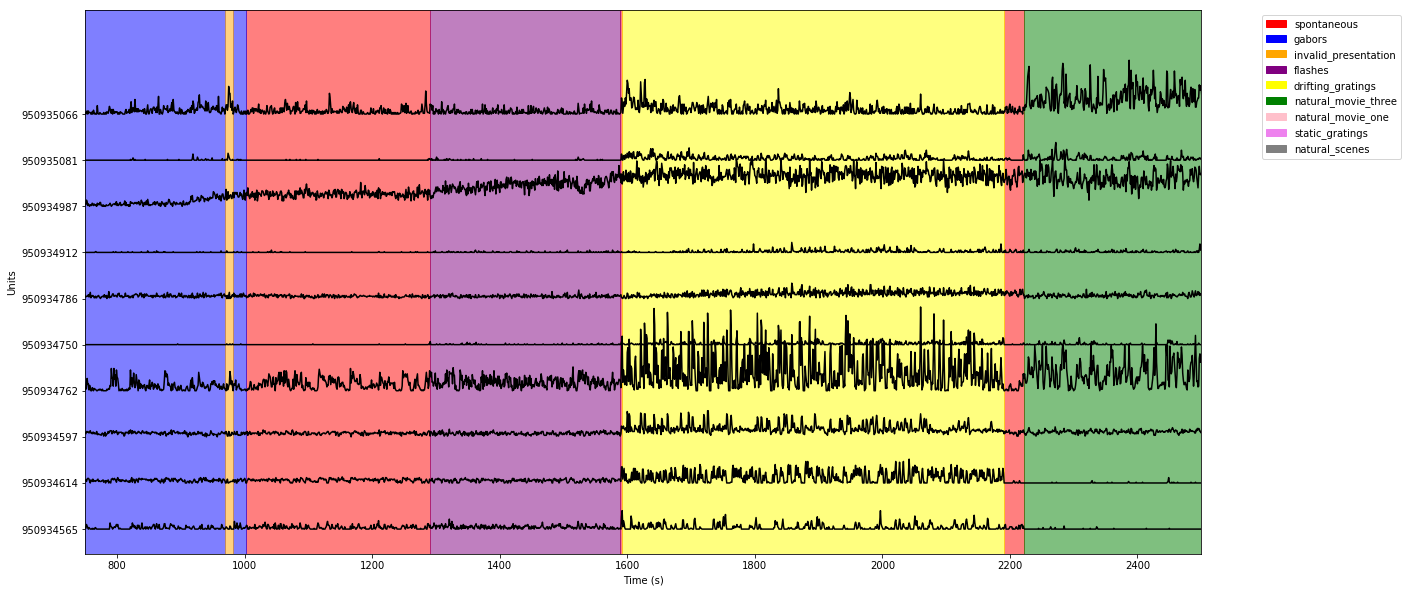 950935066
950935081
950934987
950934912
950934786
950934750
950934762
950934597
950934614
950934565
Units
800 1000 1200 1400 1600 1800 2000 2200 2400
Time (s)
spontaneous
gabors
invalid_presentation
flashes
drifting_gratings
natural_movie_three
natural_movie_one
static_gratings
natural_scenes